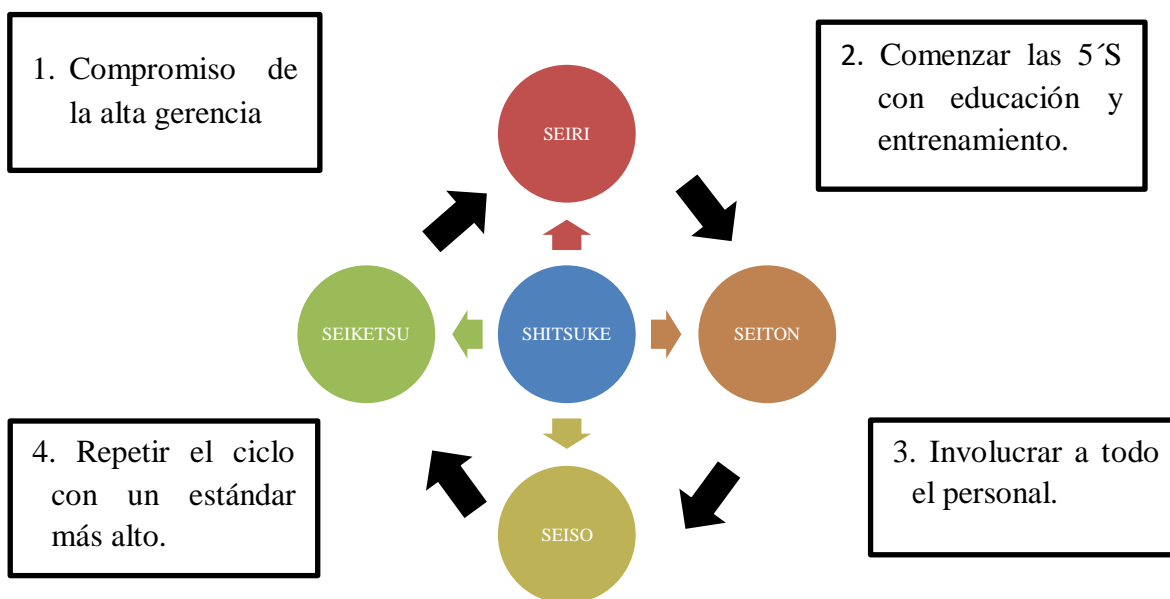 1. Compromiso de
la alta gerencia
2. Comenzar las 5´S
con educación y
entrenamiento.
SEIRI
SEIKETSU
SHITSUKE
SEITON
4. Repetir el ciclo
con un estándar
más alto.
3. Involucrar a todo
el personal.
SEISO